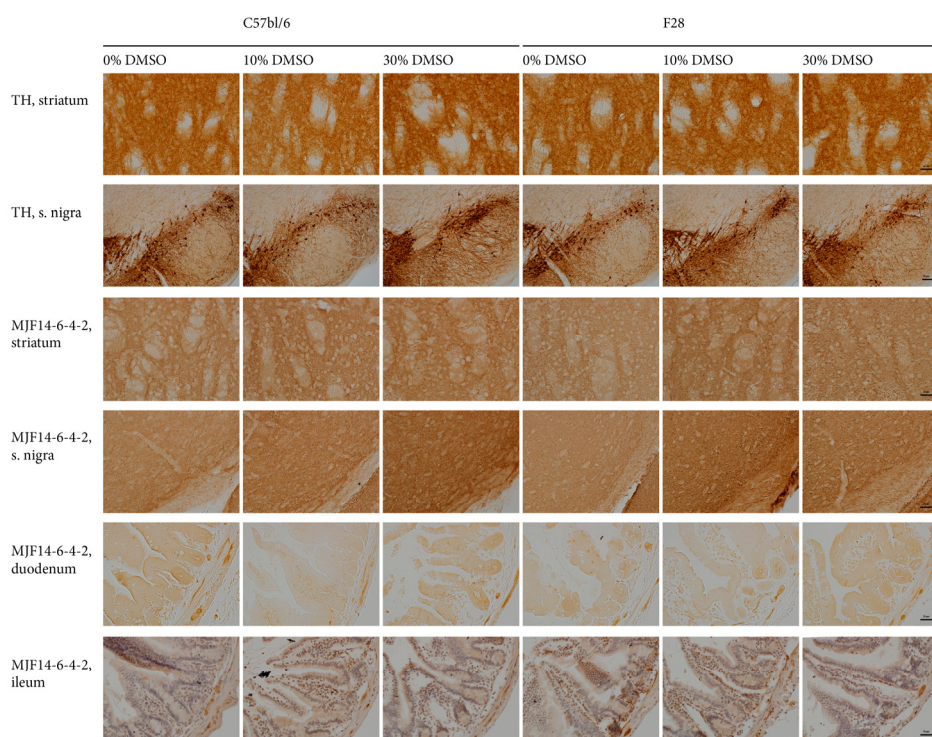 C57bl/6 F28
0% DMSO 10% DMSO 30% DMSO 0% DMSO 10% DMSO 30% DMSO
TH, striatum
TH, s. nigra
MJF14-6-4-2,
striatum
MJF14-6-4-2,
s. nigra
MJF14-6-4-2,
duodenum
MJF14-6-4-2,
ileum